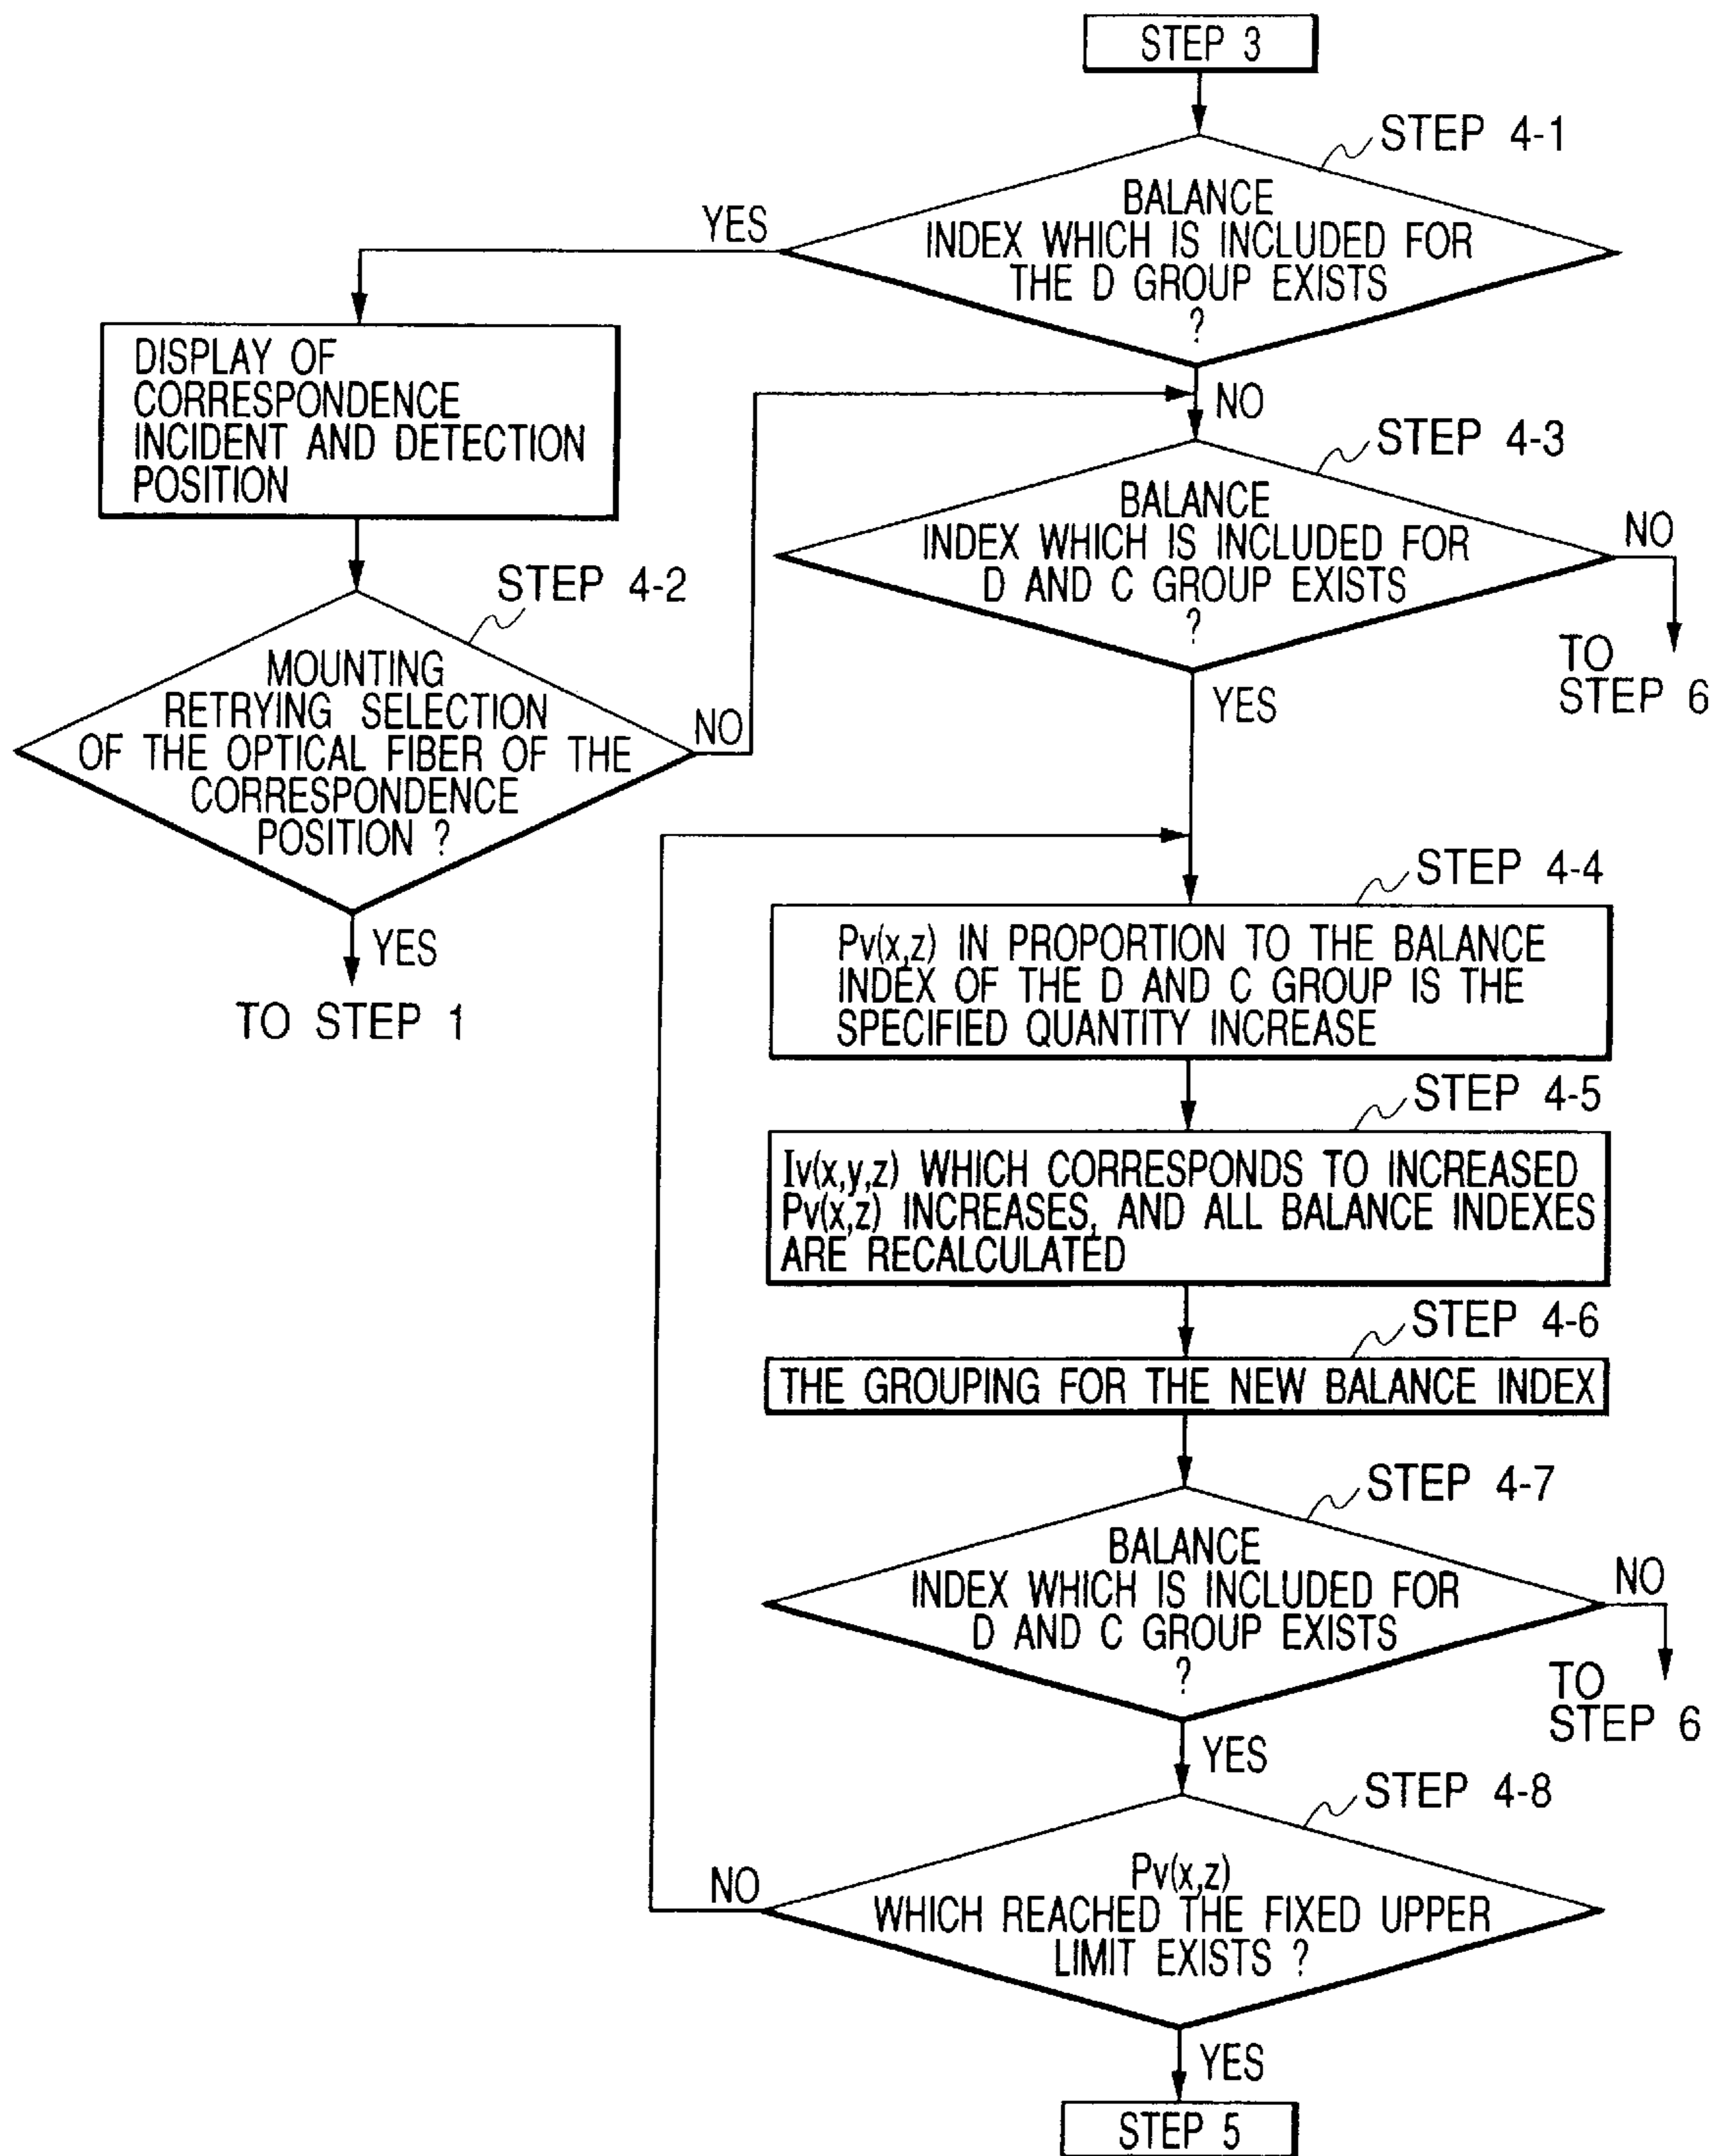 STEP 3
STEP 4-1
BALANCE
INDEX WHICH IS INCLUDED FOR
THE D GROUP EXISTS
?
YES
NO
DISPLAY OF
CORRESPONDENCE
INCIDENT AND DETECTION
POSITION
STEP 4-2
MOUNTING
RETRYING SELECTION
OF THE OPTICAL FIBER OF THE
CORRESPONDENCE
POSITION ?
NO
YES
TO STEP 1
STEP 4-3
BALANCE
INDEX WHICH IS INCLUDED FOR
D AND C GROUP EXISTS
?
NO
TO
STEP 6
YES
STEP 4-4
Pv(x,z) IN PROPORTION TO THE BALANCE
INDEX OF THE D AND C GROUP IS THE
SPECIFIED QUANTITY INCREASE
STEP 4-5
Iv(x,y,z) WHICH CORRESPONDS TO INCREASED
Pv(x,z) INCREASES, AND ALL BALANCE INDEXES
ARE RECALCULATED
STEP 4-6
THE GROUPING FOR THE NEW BALANCE INDEX
STEP 4-7
BALANCE
INDEX WHICH IS INCLUDED FOR
D AND C GROUP EXISTS
?
NO
TO
STEP 6
YES
STEP 4-8
Pv(x,z)
WHICH REACHED THE FIXED UPPER
LIMIT EXISTS ?
NO
YES
STEP 5